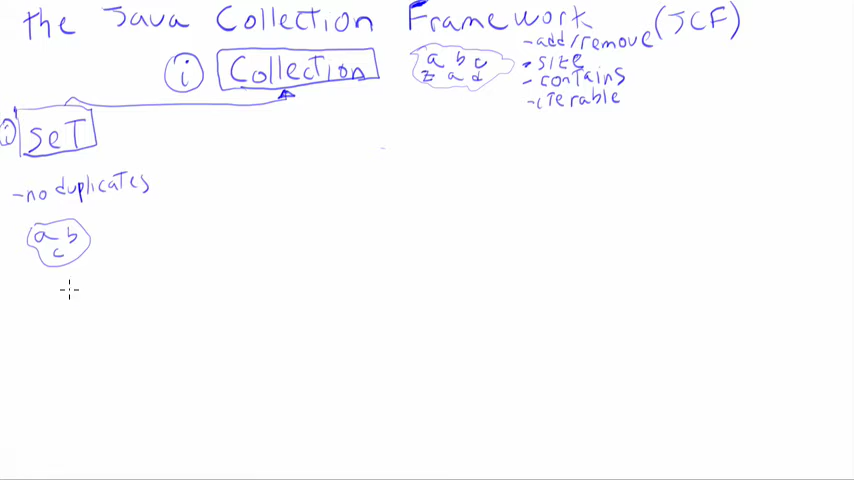 the Java Collection Framework (JCF)
i Collection
a b c
z a d
- add/remove
- size
- contains
- iterable
i SeT
- no duplicates
a b
c